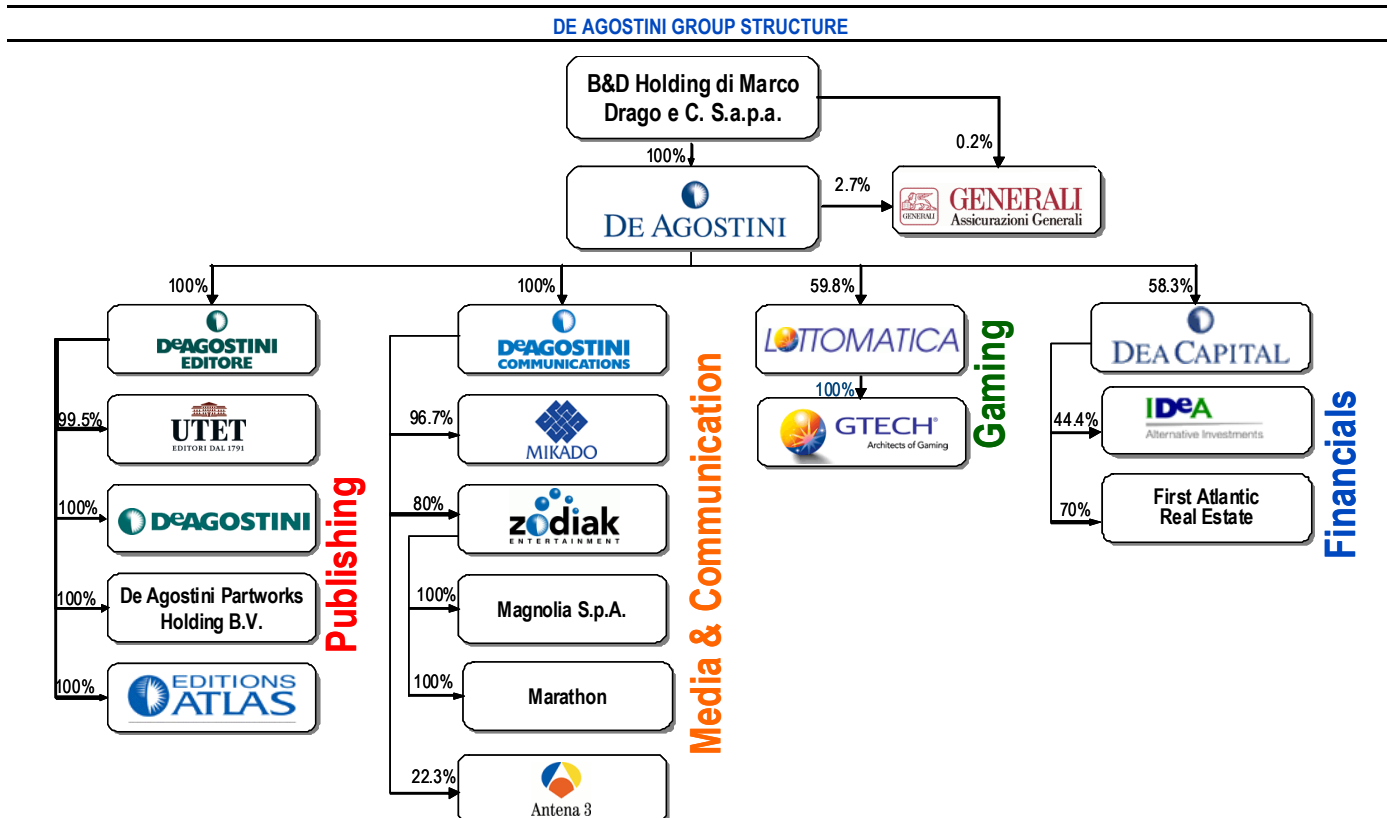 DE AGOSTINI GROUP STRUCTURE
B&D Holding di Marco
Drago e C. S.a.p.a.
0.2%
100%
DE AGOSTINI
2.7%
GENERALI
GENERALI
Assicurazioni Generali
100%
100%
59.8%
58.3%
DeAGOSTINI
EDITORE
DeAGOSTINI
COMMUNICATIONS
LOTTOMATICA
DEA CAPITAL
99.5%
UTET
EDITORI DAL 1791
96.7%
MIKADO
100%
GTECH®
Architects of Gaming
44.4%
IDeA
Alternative Investments
100%
DeAGOSTINI
80%
zodiak
ENTERTAINMENT
70%
First Atlantic
Real Estate
100%
De Agostini Partworks
Holding B.V.
100%
Magnolia S.p.A.
100%
EDITIONS
ATLAS
100%
Marathon
22.3%
Antena 3
Publishing
Media & Communication
Gaming
Financials